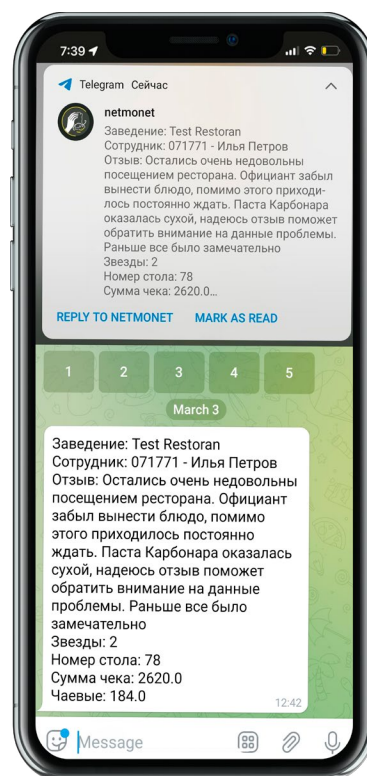 7:39
Telegram Сейчас
netmonet
Заведение: Test Restoran
Сотрудник: 071771 - Илья Петров
Отзыв: Остались очень недовольны
посещением ресторана. Официант забыл
вынести блюдо, помимо этого приходи-
лось постоянно ждать. Паста Карбонара
оказалась сухой, надеюсь отзыв поможет
обратить внимание на данные проблемы.
Раньше все было замечательно
Звезды: 2
Номер стола: 78
Сумма чека: 2620.0...
REPLY TO NETMONET MARK AS READ
1 2 3 4 5
March 3
Заведение: Test Restoran
Сотрудник: 071771 - Илья Петров
Отзыв: Остались очень недовольны
посещением ресторана. Официант
забыл вынести блюдо, помимо
этого приходилось постоянно
ждать. Паста Карбонара оказалась
сухой, надеюсь отзыв поможет
обратить внимание на данные
проблемы. Раньше все было
замечательно
Звезды: 2
Номер стола: 78
Сумма чека: 2620.0
Чаевые: 184.0
12:42
Message